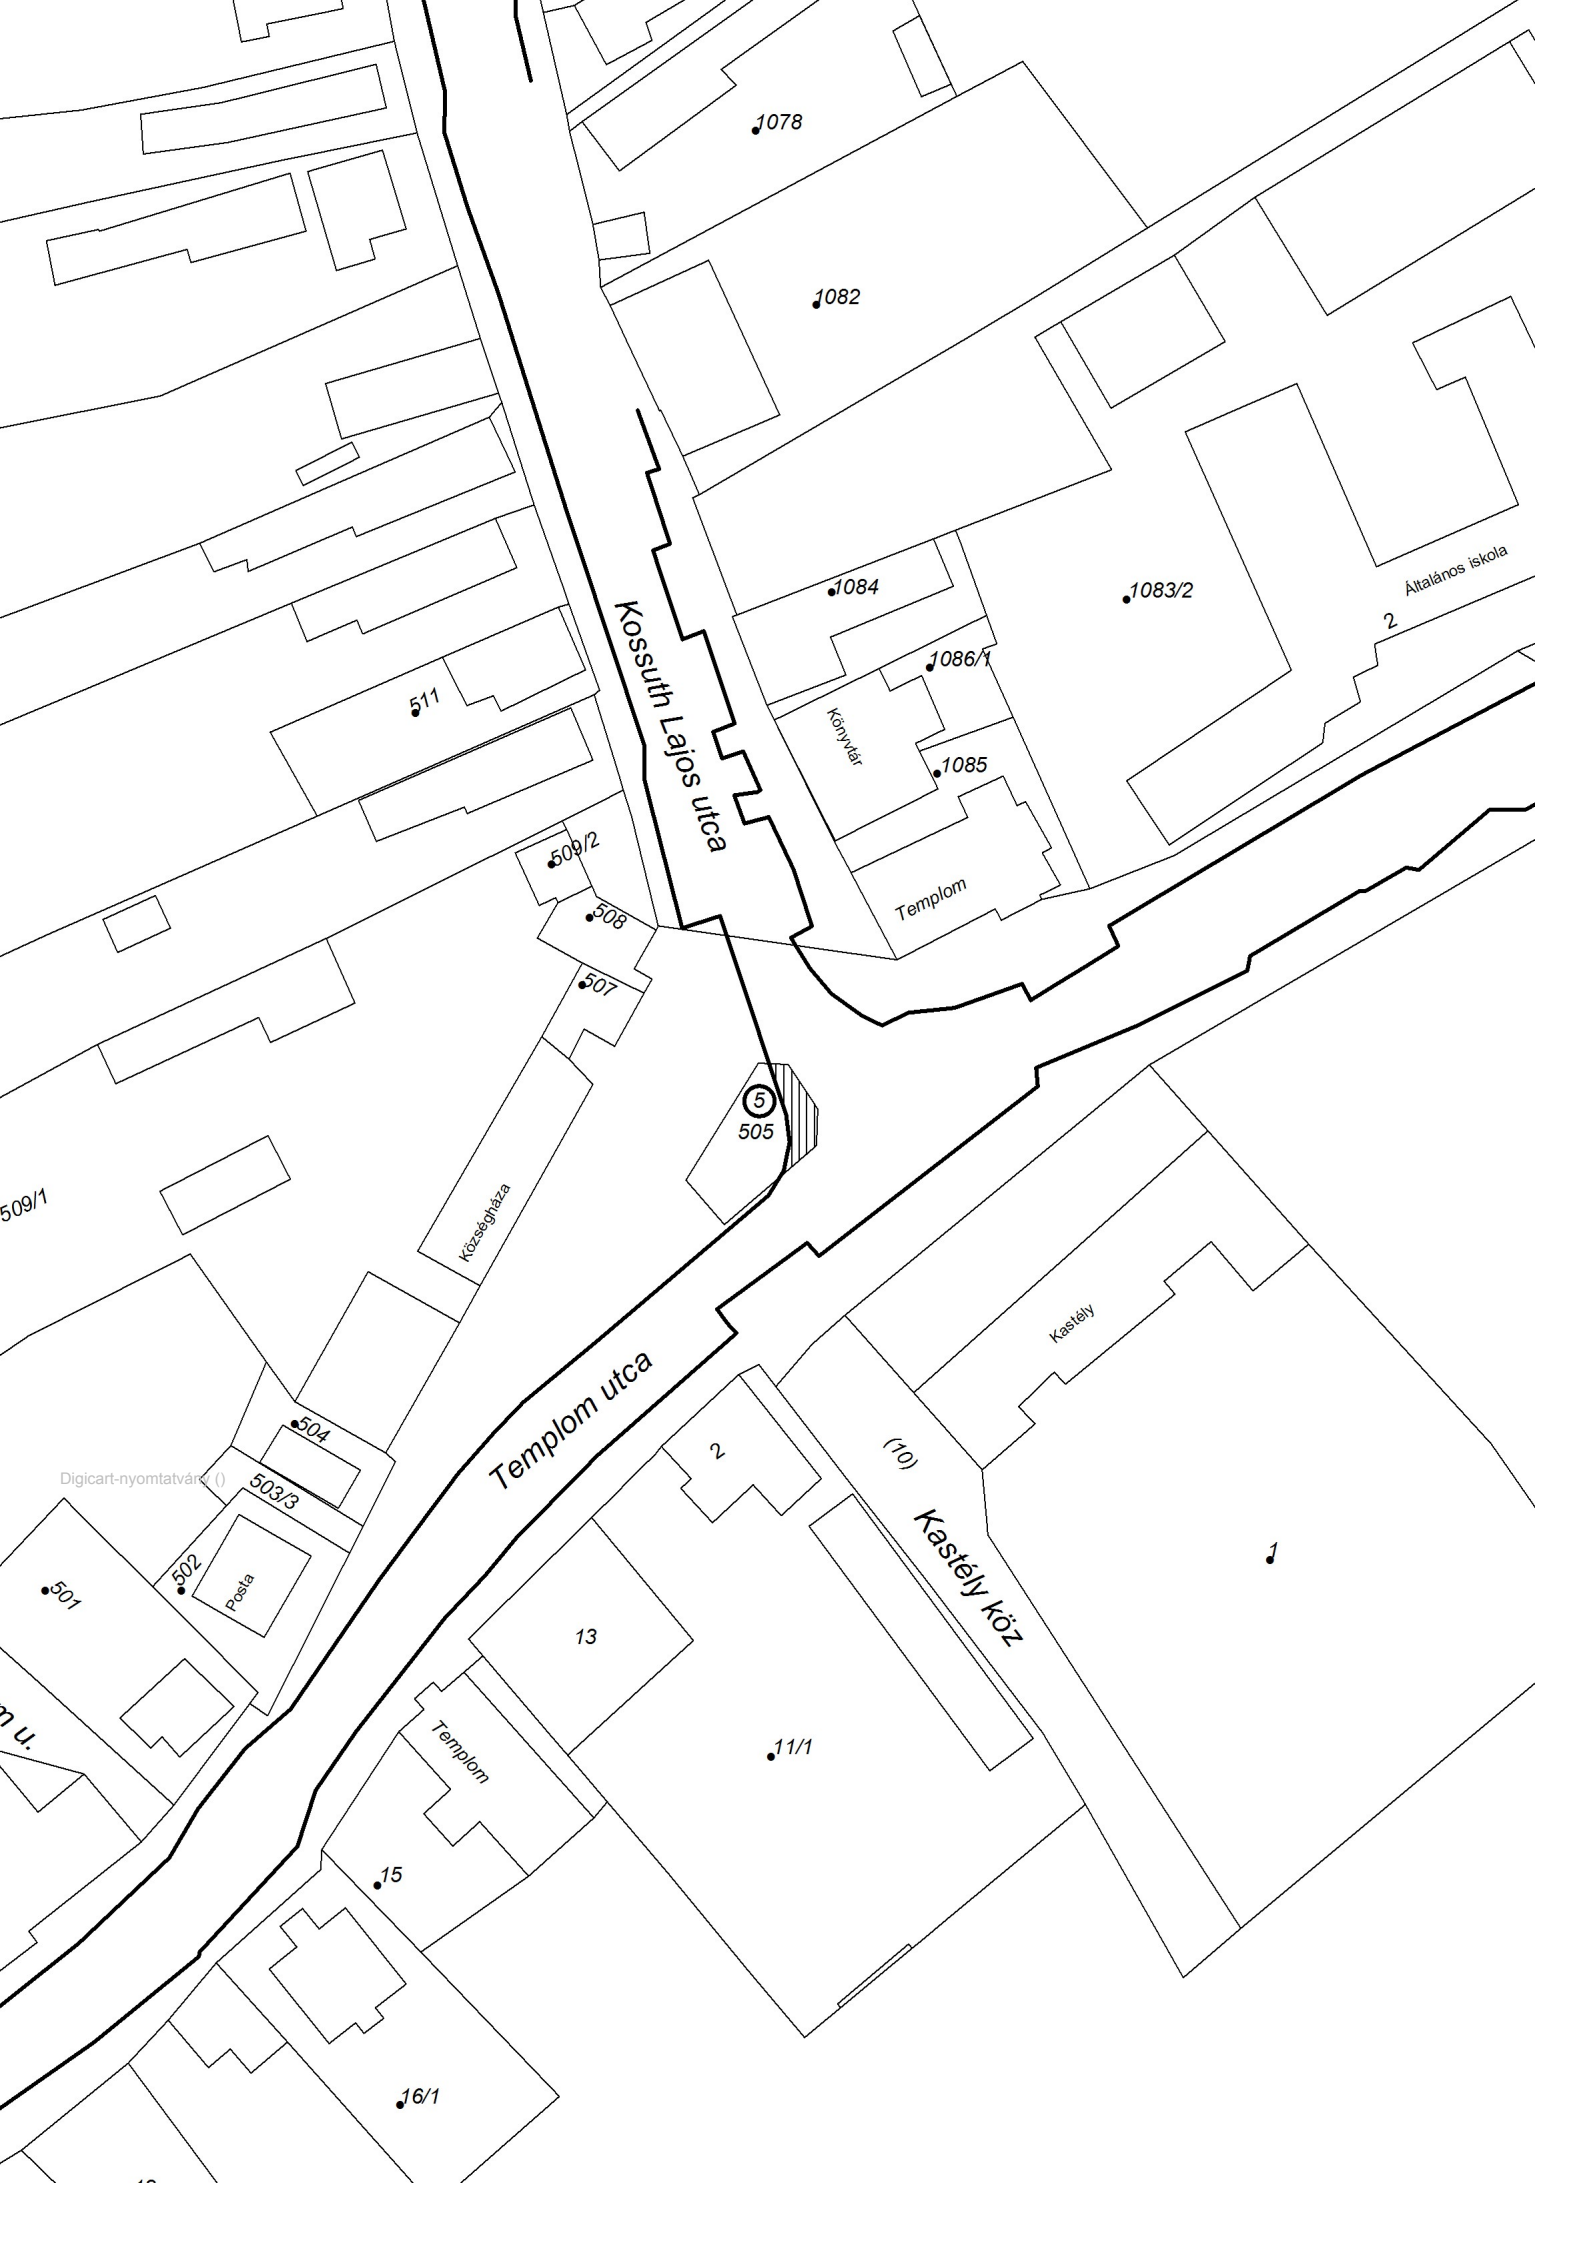 1078
1082
1084
1083/2
Általános iskola
2
1086/1
Kossuth Lajos utca
511
Könyvtár
1085
509/2
Templom
508
507
5
505
509/1
Községháza
Kastély
Templom utca
504
2
(10)
Digicart-nyomtatvány ()
503/3
Kastély köz
502
Posta
501
1
13
m u.
Templom
11/1
15
16/1